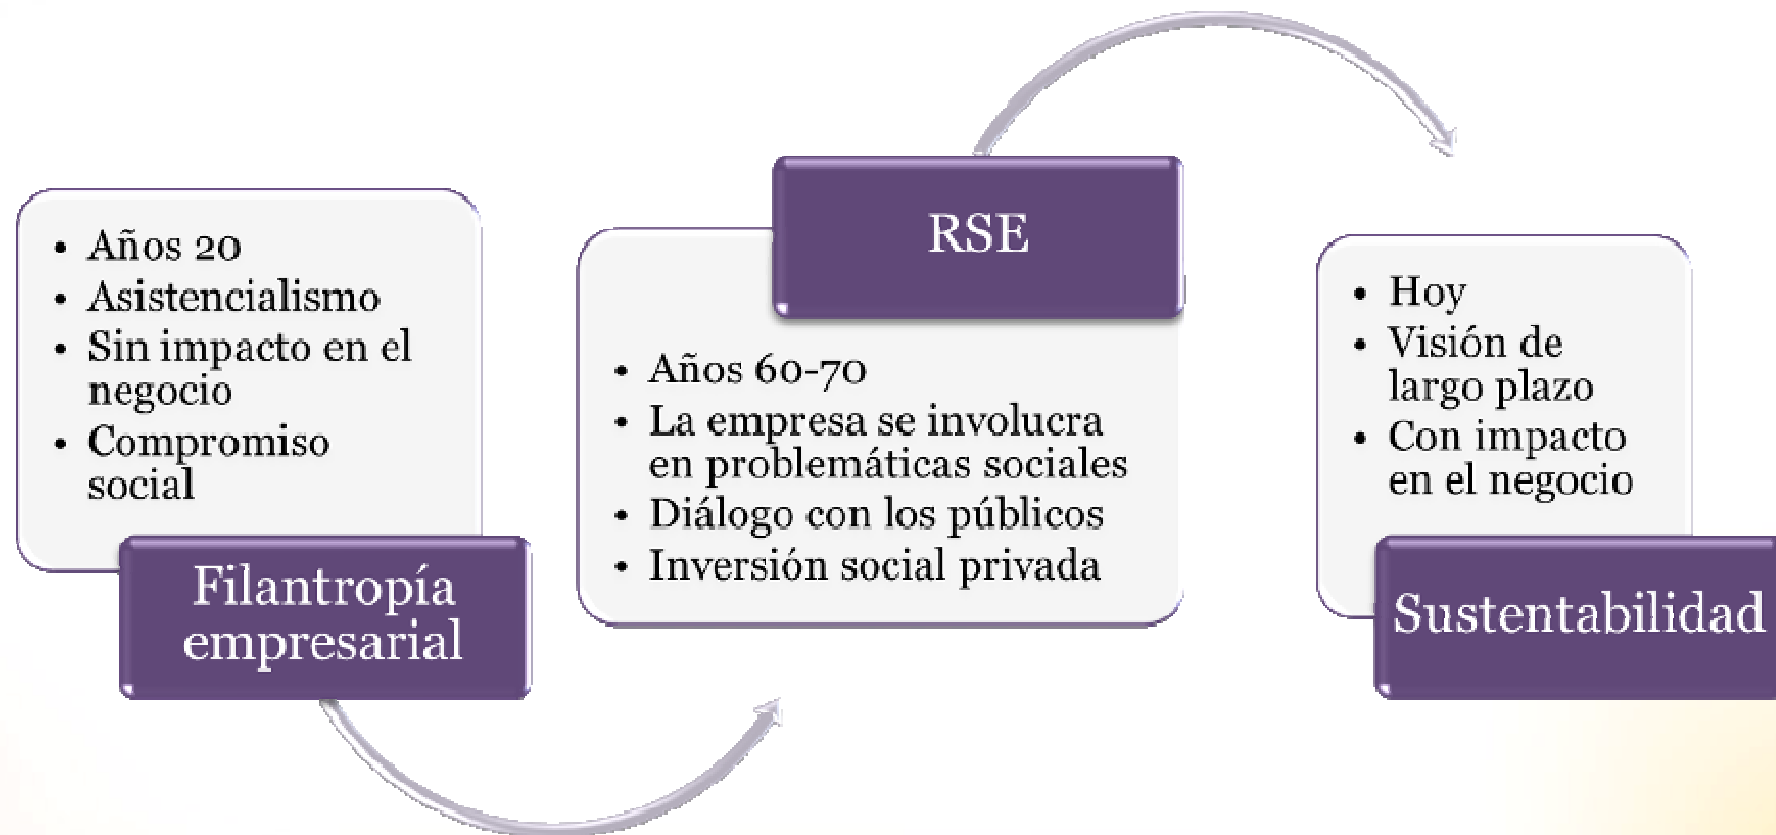 • Años 20
• Asistencialismo
• Sin impacto en el
negocio
• Compromiso
social
Filantropía
empresarial
RSE
• Años 60-70
• La empresa se involucra
en problemáticas sociales
• Diálogo con los públicos
• Inversión social privada
• Hoy
• Visión de
largo plazo
• Con impacto
en el negocio
Sustentabilidad